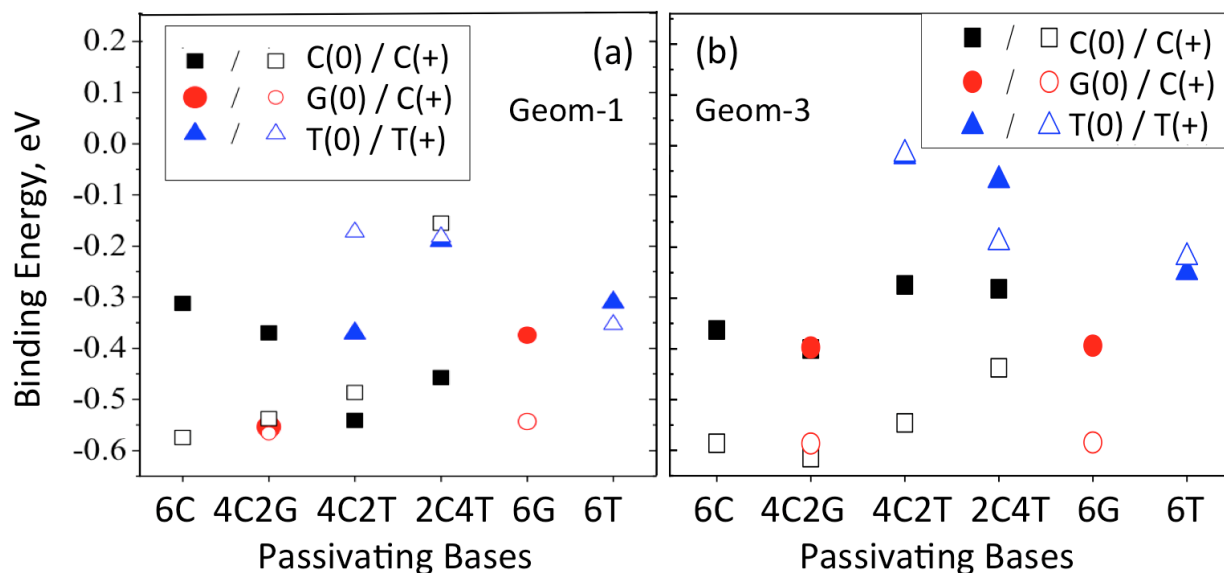 0.2
0.1
0.0
-0.1
-0.2
-0.3
-0.4
-0.5
-0.6
Binding Energy, eV
/ C(0) / C(+)
/ G(0) / C(+)
/ T(0) / T(+)
(a)
Geom-1
6C 4C2G 4C2T 2C4T 6G 6T
Passivating Bases
(b)
Geom-3
/ C(0) / C(+)
/ G(0) / C(+)
/ T(0) / T(+)
6C 4C2G 4C2T 2C4T 6G 6T
Passivating Bases